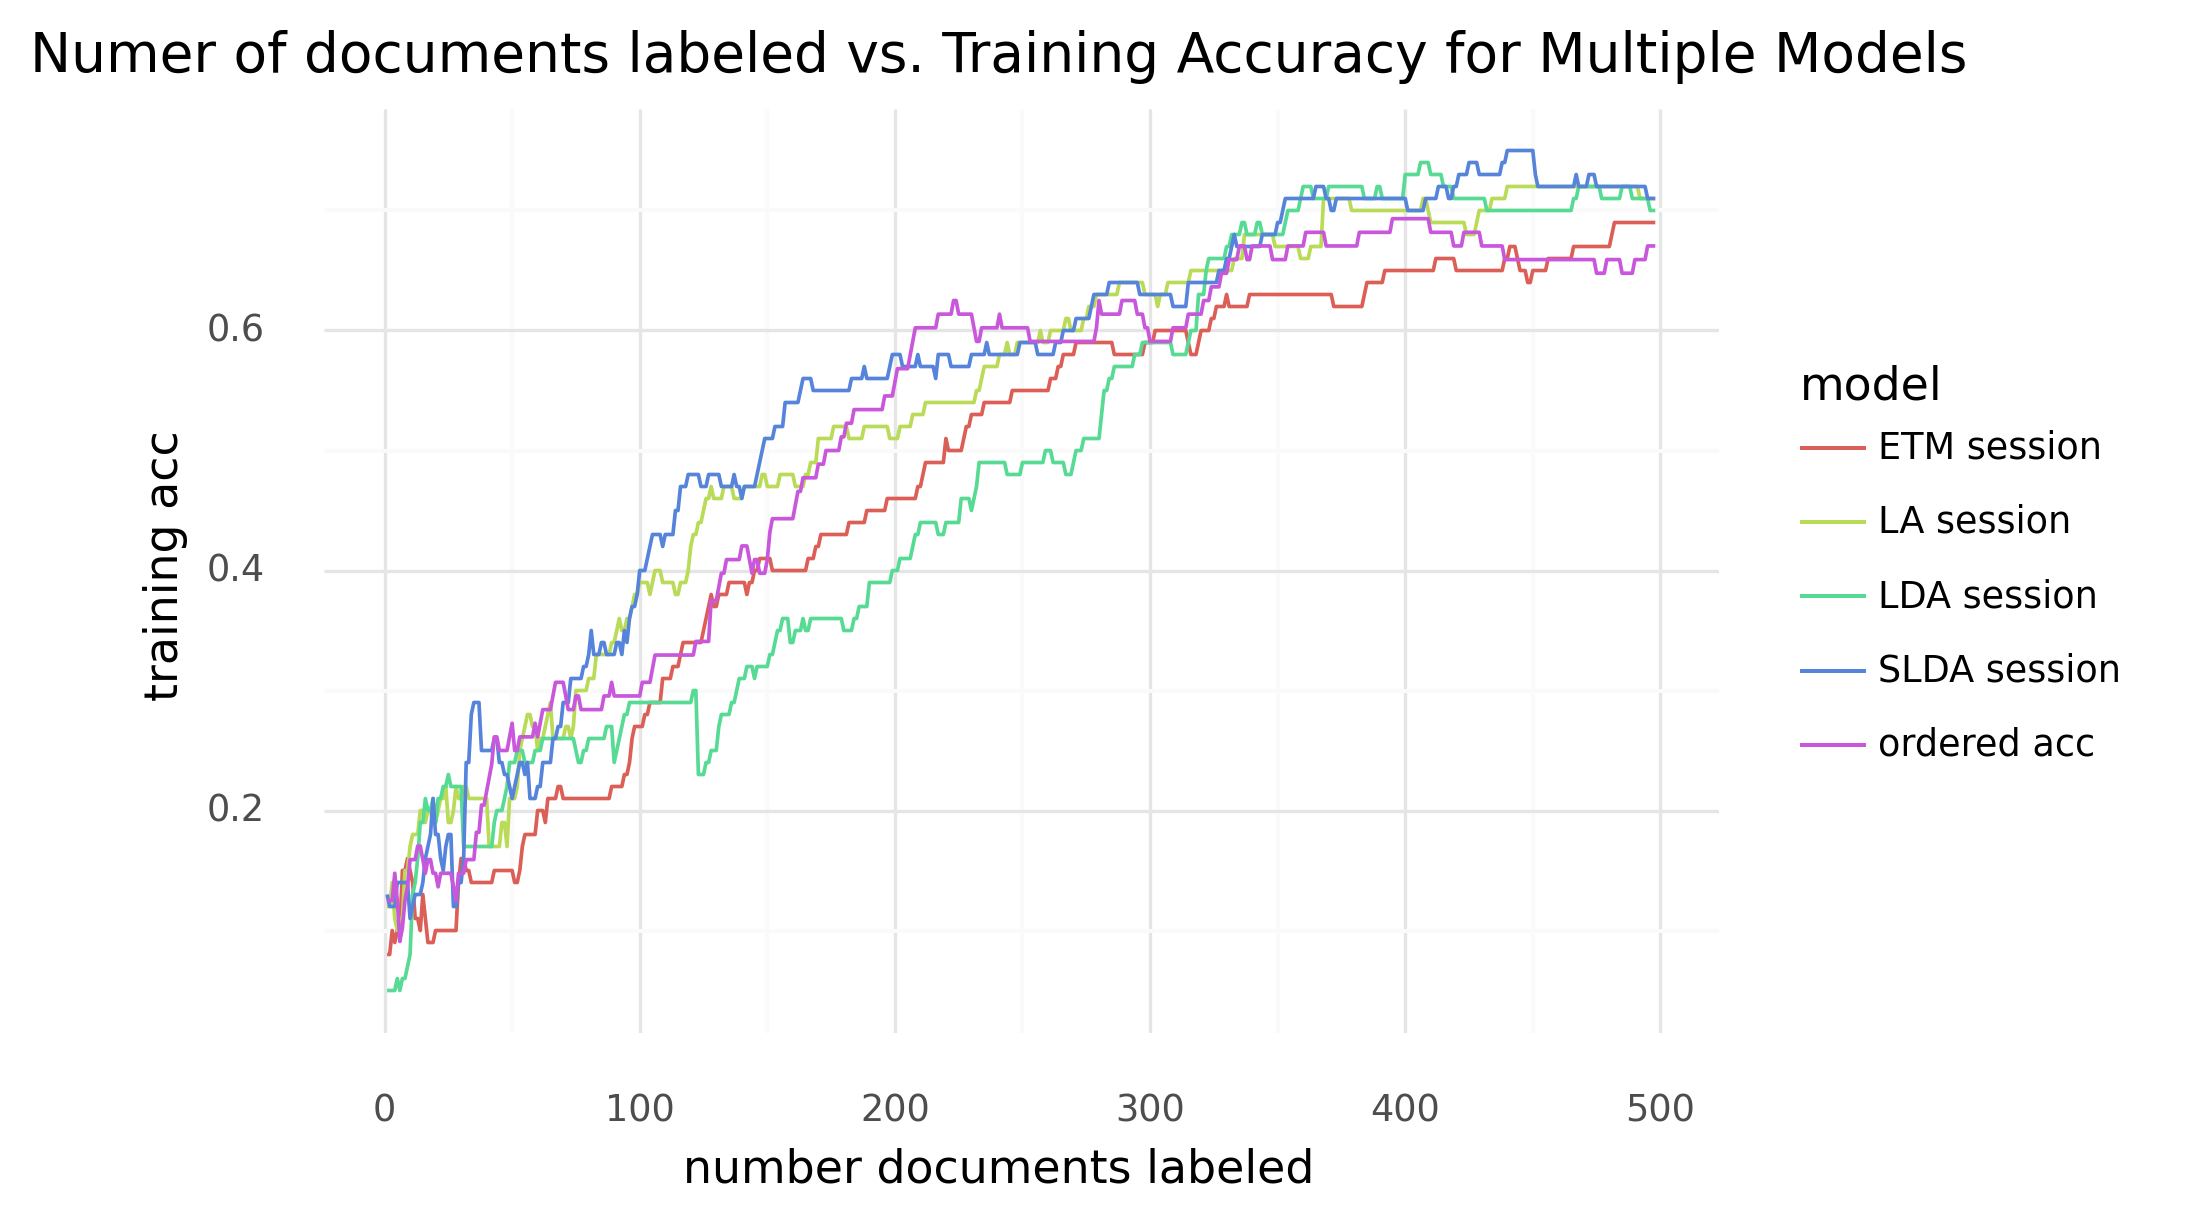 Numer of documents labeled vs. Training Accuracy for Multiple Models
training acc
0.6
0.4
0.2
0
100
200
300
400
500
number documents labeled
model
ETM session
LA session
LDA session
SLDA session
ordered acc